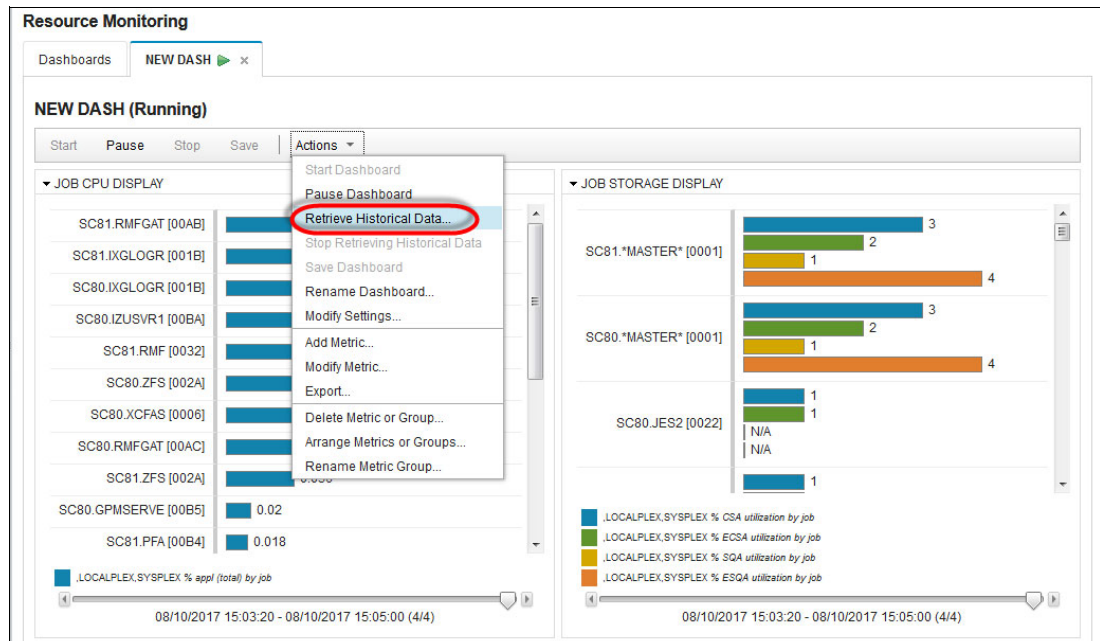 Resource Monitoring
Dashboards
NEW DASH
NEW DASH (Running)
Start Pause Stop Save Actions
Start Dashboard
Pause Dashboard
Retrieve Historical Data...
Stop Retrieving Historical Data
Save Dashboard
Rename Dashboard...
Modify Settings...
Add Metric...
Modify Metric...
Export...
Delete Metric or Group...
Arrange Metrics or Groups...
Rename Metric Group...
JOB CPU DISPLAY
SC81.RMFGAT [00AB]
SC81.IXGLOGR [001B]
SC80.IXGLOGR [001B]
SC80.IZUSVR1 [00BA]
SC81.RMF [0032]
SC80.ZFS [002A]
SC80.XCFAS [0006]
SC80.RMFGAT [00AC]
SC81.ZFS [002A]
SC80.GPMSERVE [00B5] 0.02
SC81.PFA [00B4] 0.018
,LOCALPLEX,SYSPLEX % appl (total) by job
08/10/2017 15:03:20 - 08/10/2017 15:05:00 (4/4)
JOB STORAGE DISPLAY
SC81.*MASTER* [0001]
3
2
1
4
SC80.*MASTER* [0001]
3
2
1
4
SC80.JES2 [0022]
1
1
N/A
N/A
1
,LOCALPLEX,SYSPLEX % CSA utilization by job
,LOCALPLEX,SYSPLEX % ECSA utilization by job
,LOCALPLEX,SYSPLEX % SQA utilization by job
,LOCALPLEX,SYSPLEX % ESQA utilization by job
08/10/2017 15:03:20 - 08/10/2017 15:05:00 (4/4)